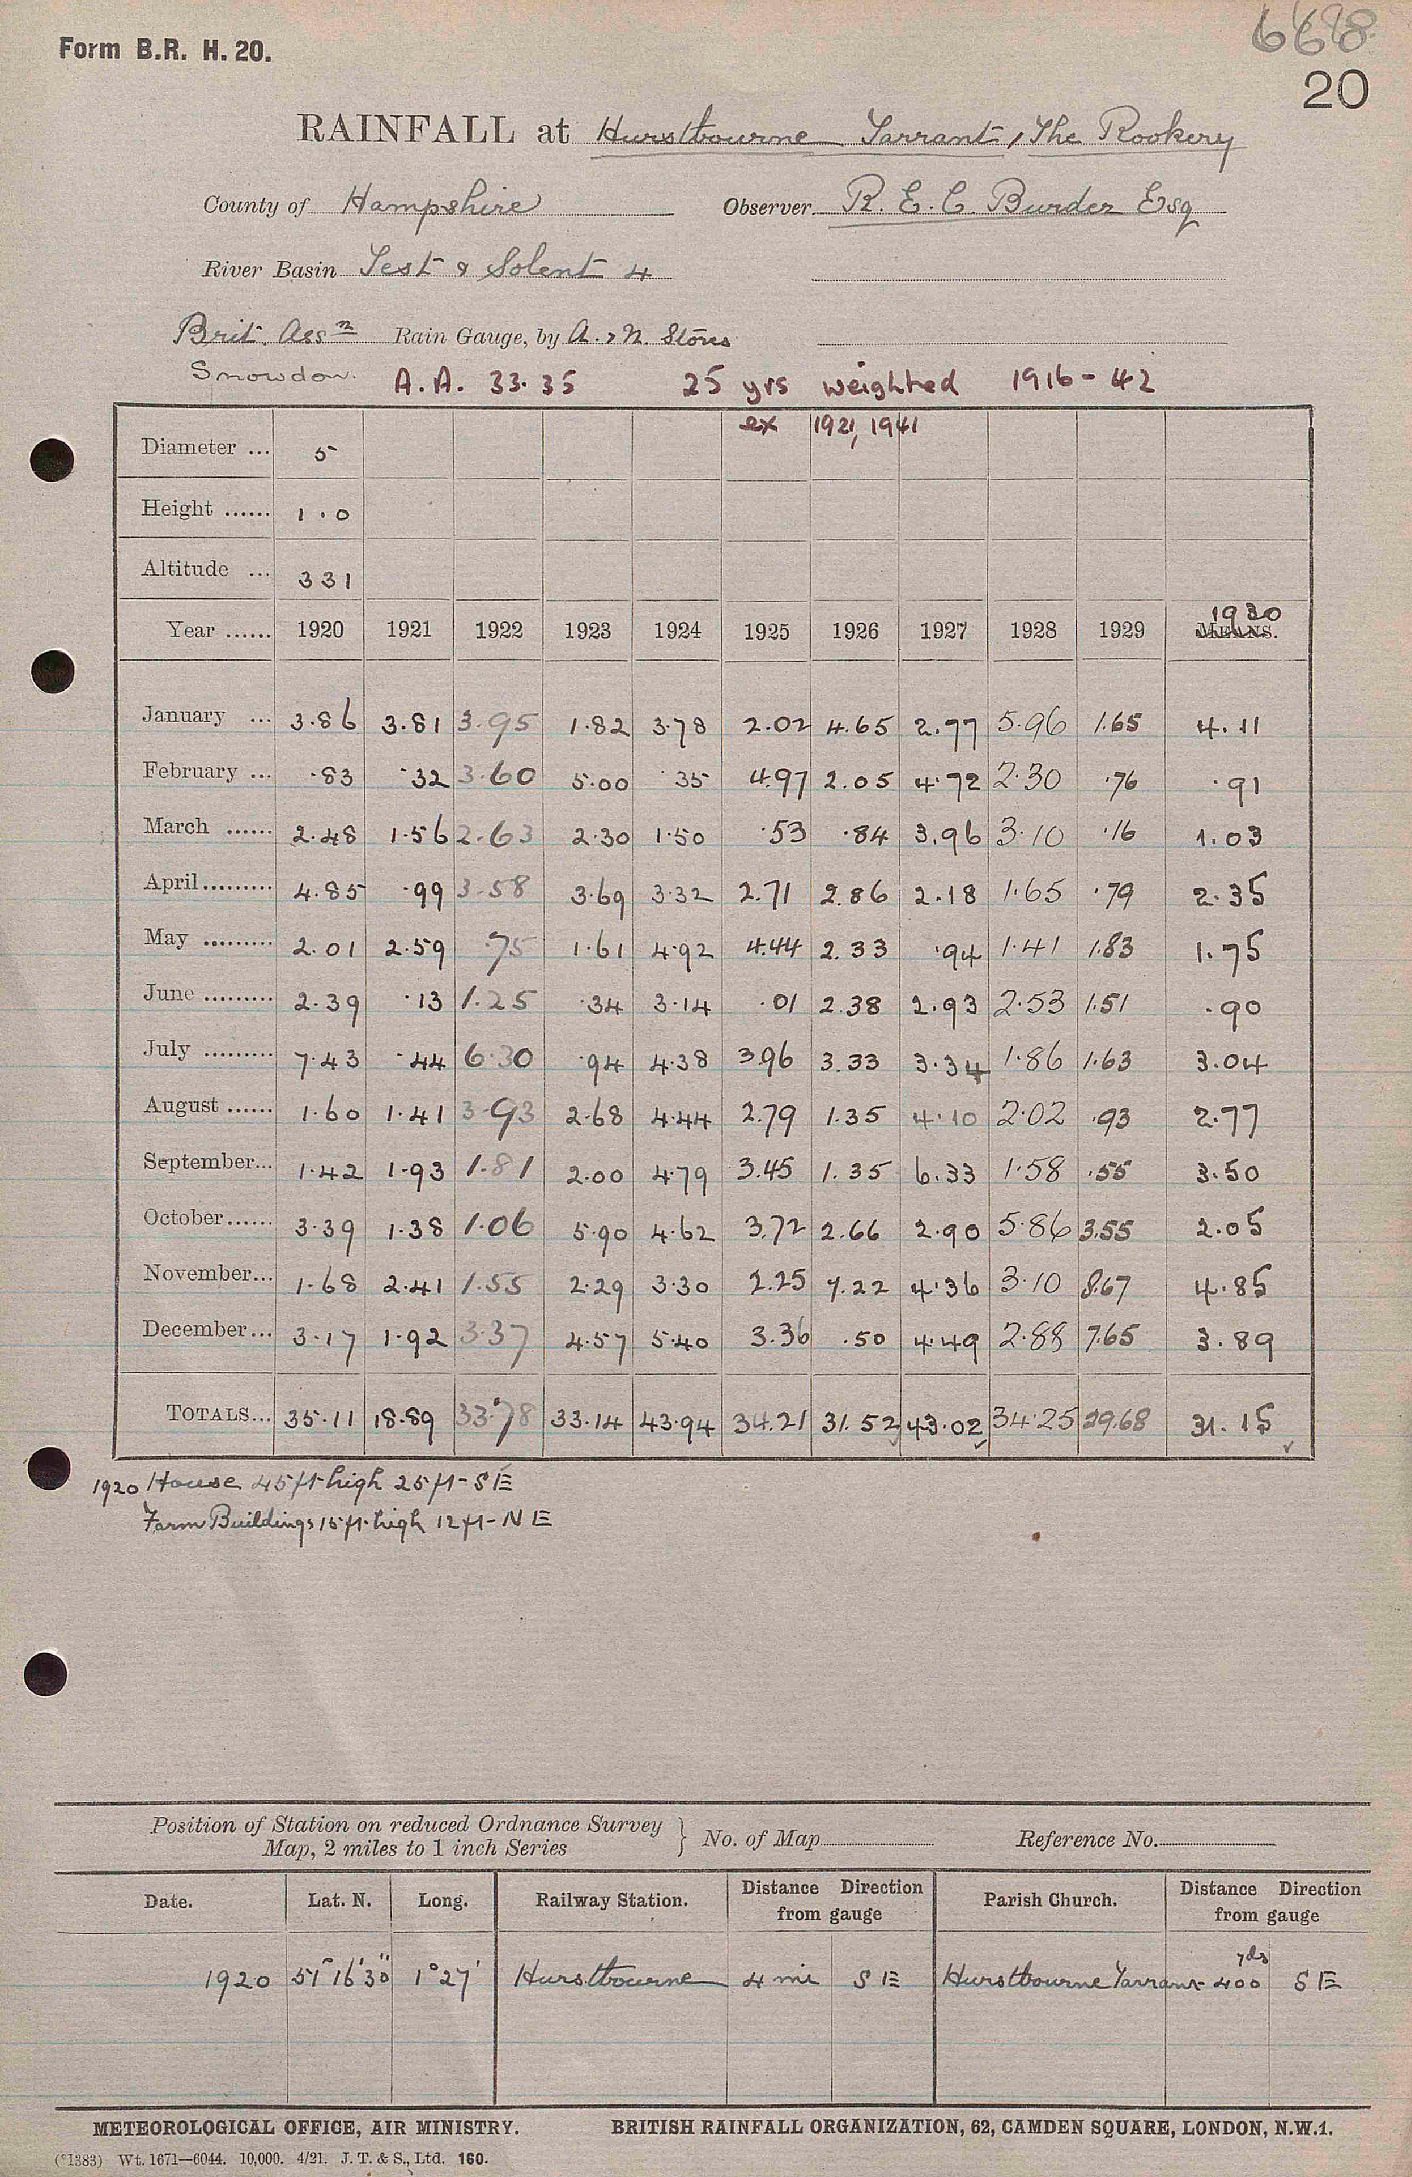 Form B.R. H. 20.
668
20
RAINFALL at Hurstbourne Tarrant, The Rookery
County of Hampshire Observer R. E. C. Burder Esq
River Basin Test & Solent 4
Brit. Assn Rain Gauge, by A. & N. Stores
Snowdon. A.A. 33.35 25 yrs weighted 1916-42
ex 1921, 1941
Diameter ... 5
Height ...... 1.0
Altitude ... 331
1930
Year ...... 1920 1921 1922 1923 1924 1925 1926 1927 1928 1929 MEANS.
January ... 3.86 3.81 3.95 1.82 3.78 2.02 4.65 2.77 5.96 1.65 4.11
February ... .83 .32 3.60 5.00 .35 4.97 2.05 4.72 2.30 .76 .91
March ...... 2.48 1.56 2.63 2.30 1.50 .53 .84 3.96 3.10 .16 1.03
April......... 4.85 .99 3.58 3.69 3.32 2.71 2.86 2.18 1.65 .79 2.35
May ......... 2.01 2.59 .75 1.61 4.92 4.44 2.33 .94 1.41 1.83 1.75
June ......... 2.39 .13 1.25 .34 3.14 .01 2.38 2.93 2.53 1.51 .90
July ......... 7.43 .44 6.30 .94 4.38 3.96 3.33 3.34 1.86 1.63 3.04
August ...... 1.60 1.41 3.93 2.68 4.44 2.79 1.35 4.10 2.02 .93 2.77
September... 1.42 1.93 1.81 2.00 4.79 3.45 1.35 6.33 1.58 .55 3.50
October...... 3.39 1.38 1.06 5.90 4.62 3.72 2.66 2.90 5.86 3.55 2.05
November... 1.68 2.41 1.55 2.29 3.30 2.25 7.22 4.36 3.10 8.67 4.85
December... 3.17 1.92 3.37 4.57 5.40 3.36 .50 4.49 2.88 7.65 3.89
TOTALS... 35.11 18.89 33.78 33.14 43.94 34.21 31.52 43.02 34.25 29.68 31.15
1920 House 45 ft high 25 ft - SE
Farm Buildings 15 ft. high 12 ft - NE
Position of Station on reduced Ordnance Survey
Map, 2 miles to 1 inch Series } No. of Map Reference No.
Date. Lat. N. Long. Railway Station. Distance Direction from gauge Parish Church. Distance Direction from gauge
1920 51°16'30" 1°27' Hurstbourne 4 mi SE Hurstbourne Tarrant 400 yds SE
METEOROLOGICAL OFFICE, AIR MINISTRY. BRITISH RAINFALL ORGANIZATION, 62, CAMDEN SQUARE, LONDON, N.W.1.
(*1383) Wt. 1671—6044. 10,000. 4/21. J. T. & S., Ltd. 160.